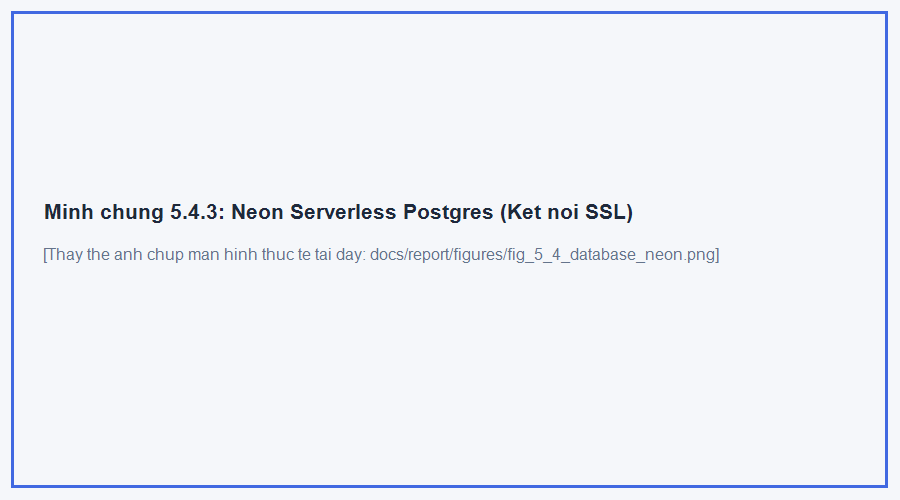 Minh chung 5.4.3: Neon Serverless Postgres (Ket noi SSL)
[Thay the anh chup man hinh thuc te tai day: docs/report/figures/fig_5_4_database_neon.png]